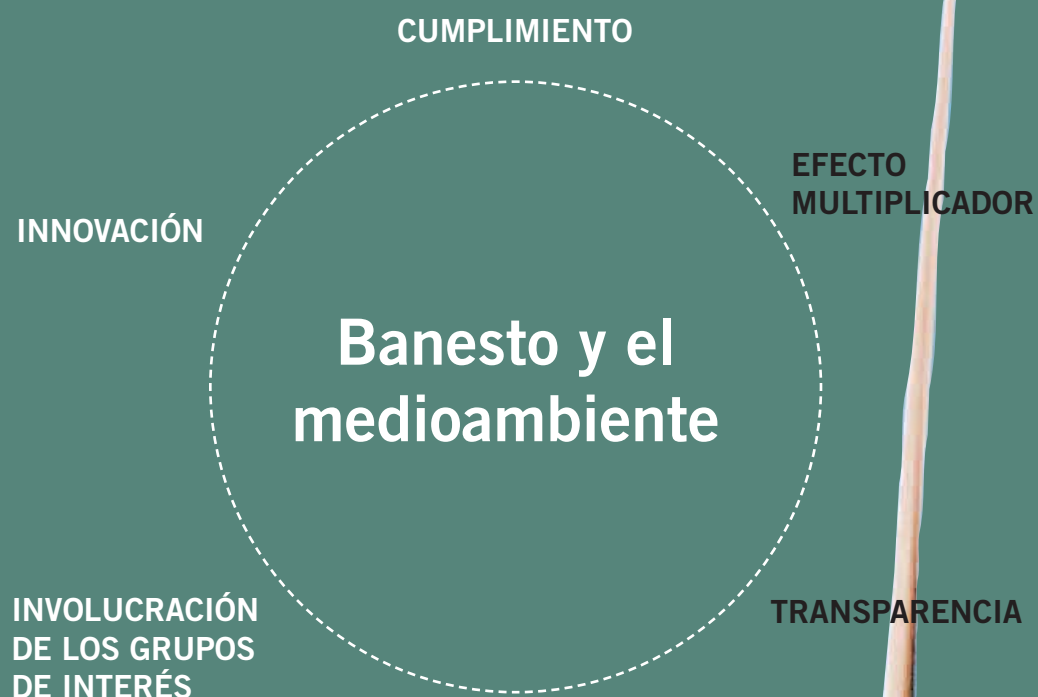 CUMPLIMIENTO
EFECTO
MULTIPLICADOR
INNOVACIÓN
Banesto y el
medioambiente
INVOLUCRACIÓN
DE LOS GRUPOS
DE INTERÉS
TRANSPARENCIA